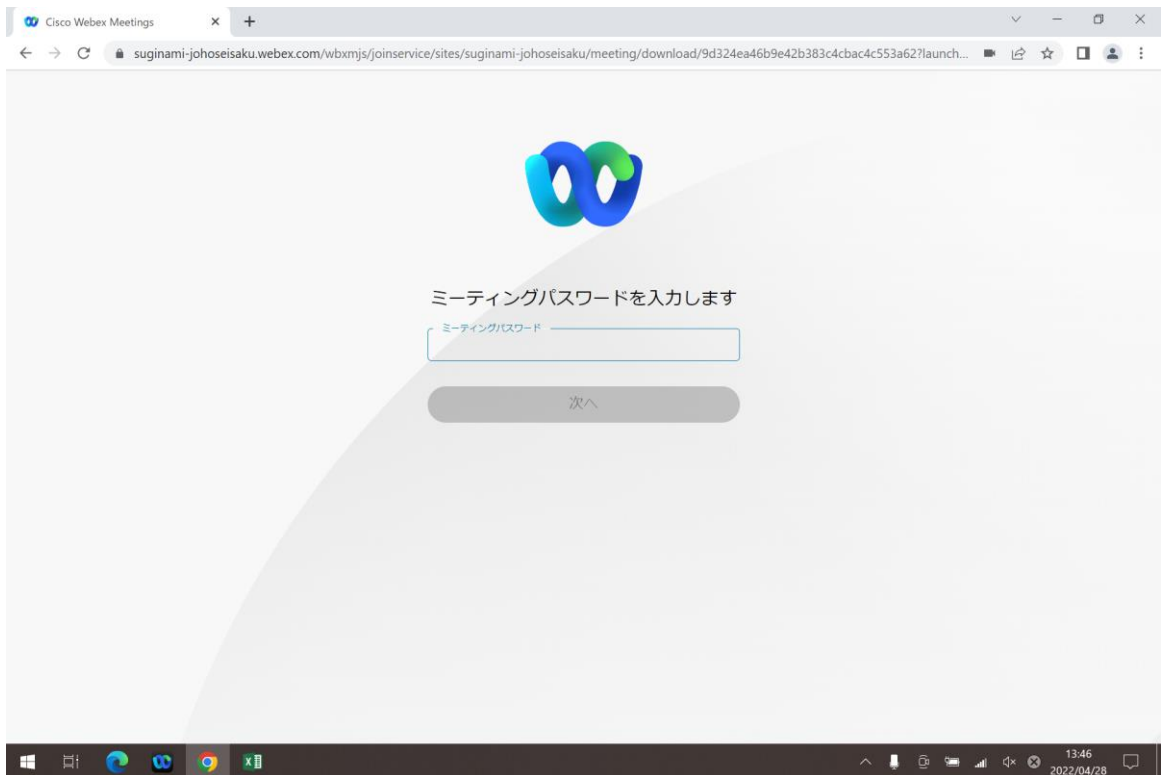 Cisco Webex Meetings
suginami-johoseisaku.webex.com/wbxmjs/joinservice/sites/suginami-johoseisaku/meeting/download/9d324ea46b9e42b383c4cbac4c553a62?launch...
ミーティングパスワードを入力します
ミーティングパスワード
次へ
13:46
2022/04/28